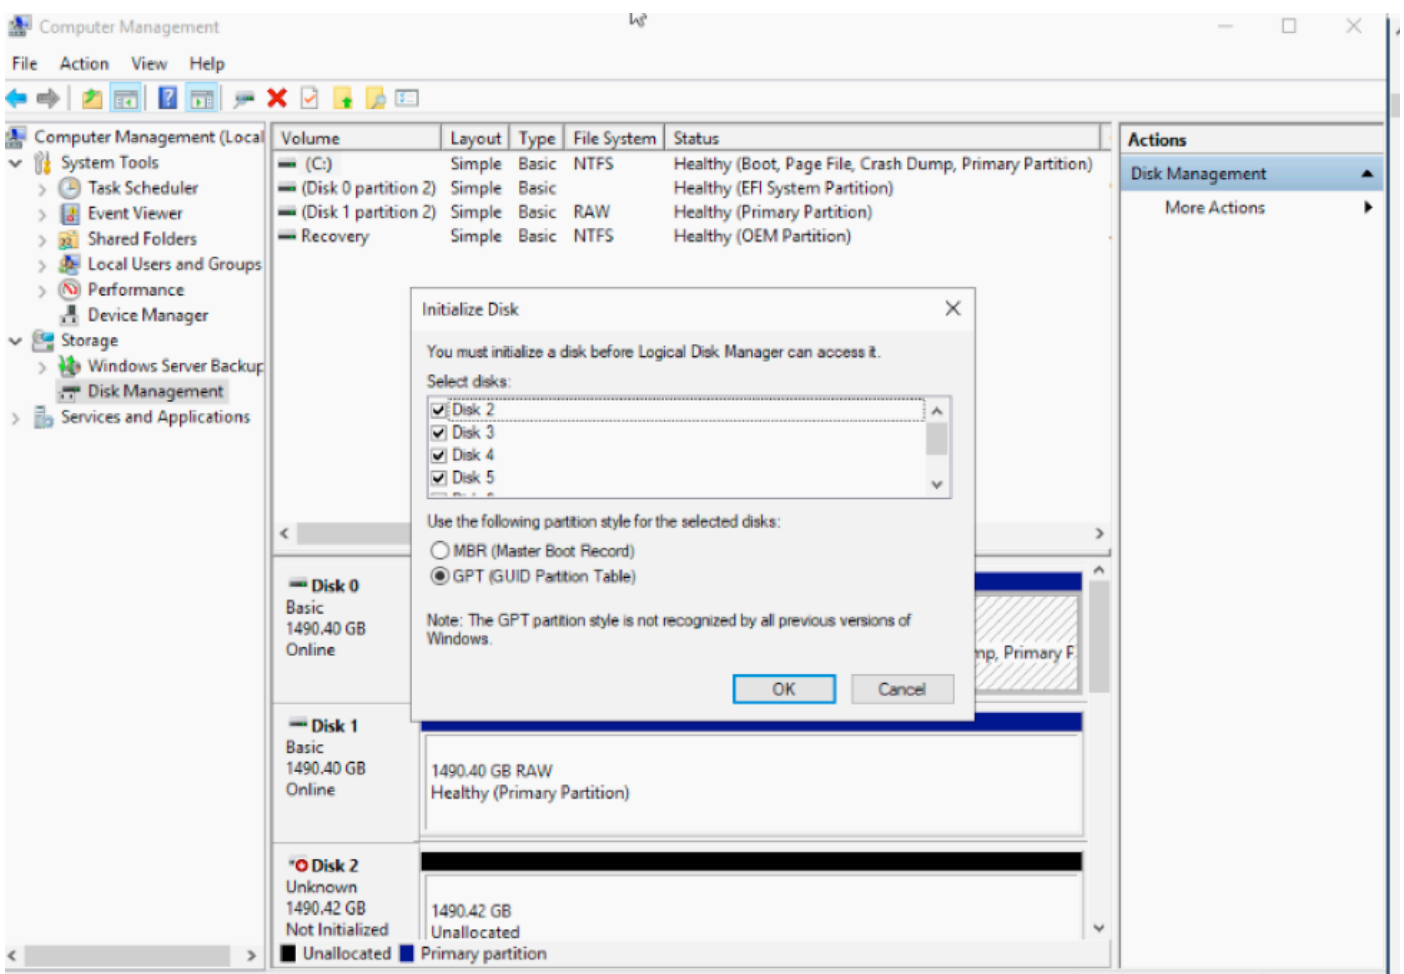 Computer Management
File Action View Help
Computer Management (Local
System Tools
Task Scheduler
Event Viewer
Shared Folders
Local Users and Groups
Performance
Device Manager
Storage
Windows Server Backup
Disk Management
Services and Applications
Volume Layout Type File System Status
(C:) Simple Basic NTFS Healthy (Boot, Page File, Crash Dump, Primary Partition)
(Disk 0 partition 2) Simple Basic Healthy (EFI System Partition)
(Disk 1 partition 2) Simple Basic RAW Healthy (Primary Partition)
Recovery Simple Basic NTFS Healthy (OEM Partition)
Actions
Disk Management
More Actions
Initialize Disk
You must initialize a disk before Logical Disk Manager can access it.
Select disks:
Disk 2
Disk 3
Disk 4
Disk 5
Use the following partition style for the selected disks:
MBR (Master Boot Record)
GPT (GUID Partition Table)
Note: The GPT partition style is not recognized by all previous versions of
Windows.
OK Cancel
Disk 0
Basic
1490.40 GB
Online
mp, Primary P
Disk 1
Basic
1490.40 GB
Online
1490.40 GB RAW
Healthy (Primary Partition)
Disk 2
Unknown
1490.42 GB
Not Initialized
1490.42 GB
Unallocated
Unallocated Primary partition